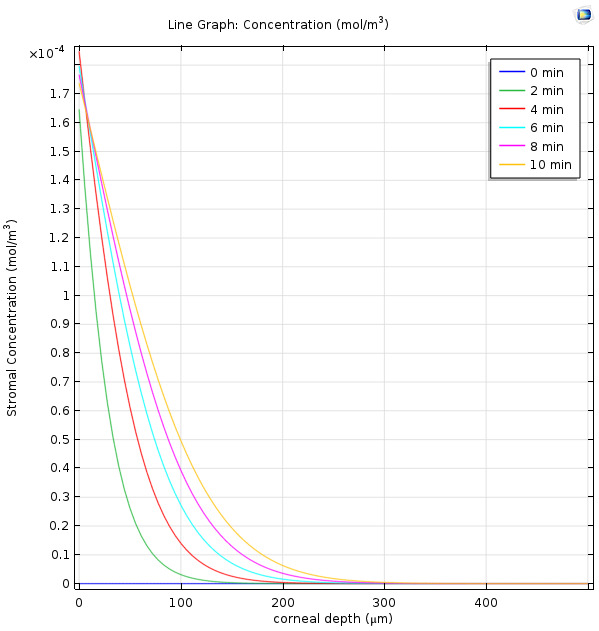 Line Graph: Concentration (mol/m³)
×10⁻⁴
1.7
1.6
1.5
1.4
1.3
1.2
1.1
1
0.9
0.8
0.7
0.6
0.5
0.4
0.3
0.2
0.1
0
Stromal Concentration (mol/m³)
0 min
2 min
4 min
6 min
8 min
10 min
0 100 200 300 400
corneal depth (μm)